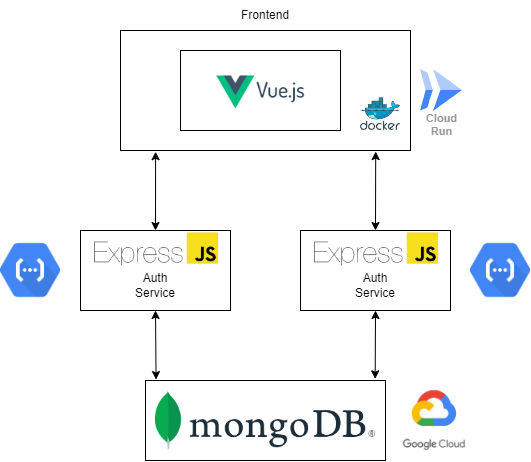 Frontend
Vue.js
docker
Cloud
Run
Express JS
Auth
Service
Express JS
Auth
Service
mongoDB®
Google Cloud